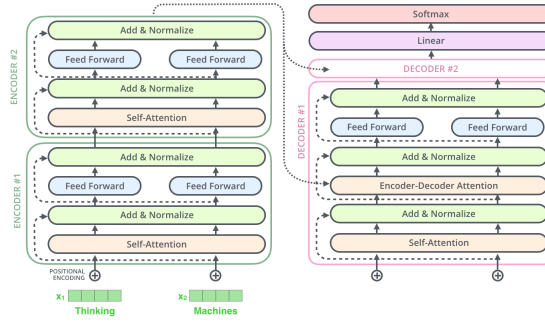 ENCODER #2
Add & Normalize
Feed Forward
Feed Forward
Add & Normalize
Self-Attention
ENCODER #1
Add & Normalize
Feed Forward
Feed Forward
Add & Normalize
Self-Attention
POSITIONAL
ENCODING
x₁
x₂
Thinking
Machines
Softmax
Linear
DECODER #2
DECODER #1
Add & Normalize
Feed Forward
Feed Forward
Add & Normalize
Encoder-Decoder Attention
Add & Normalize
Self-Attention